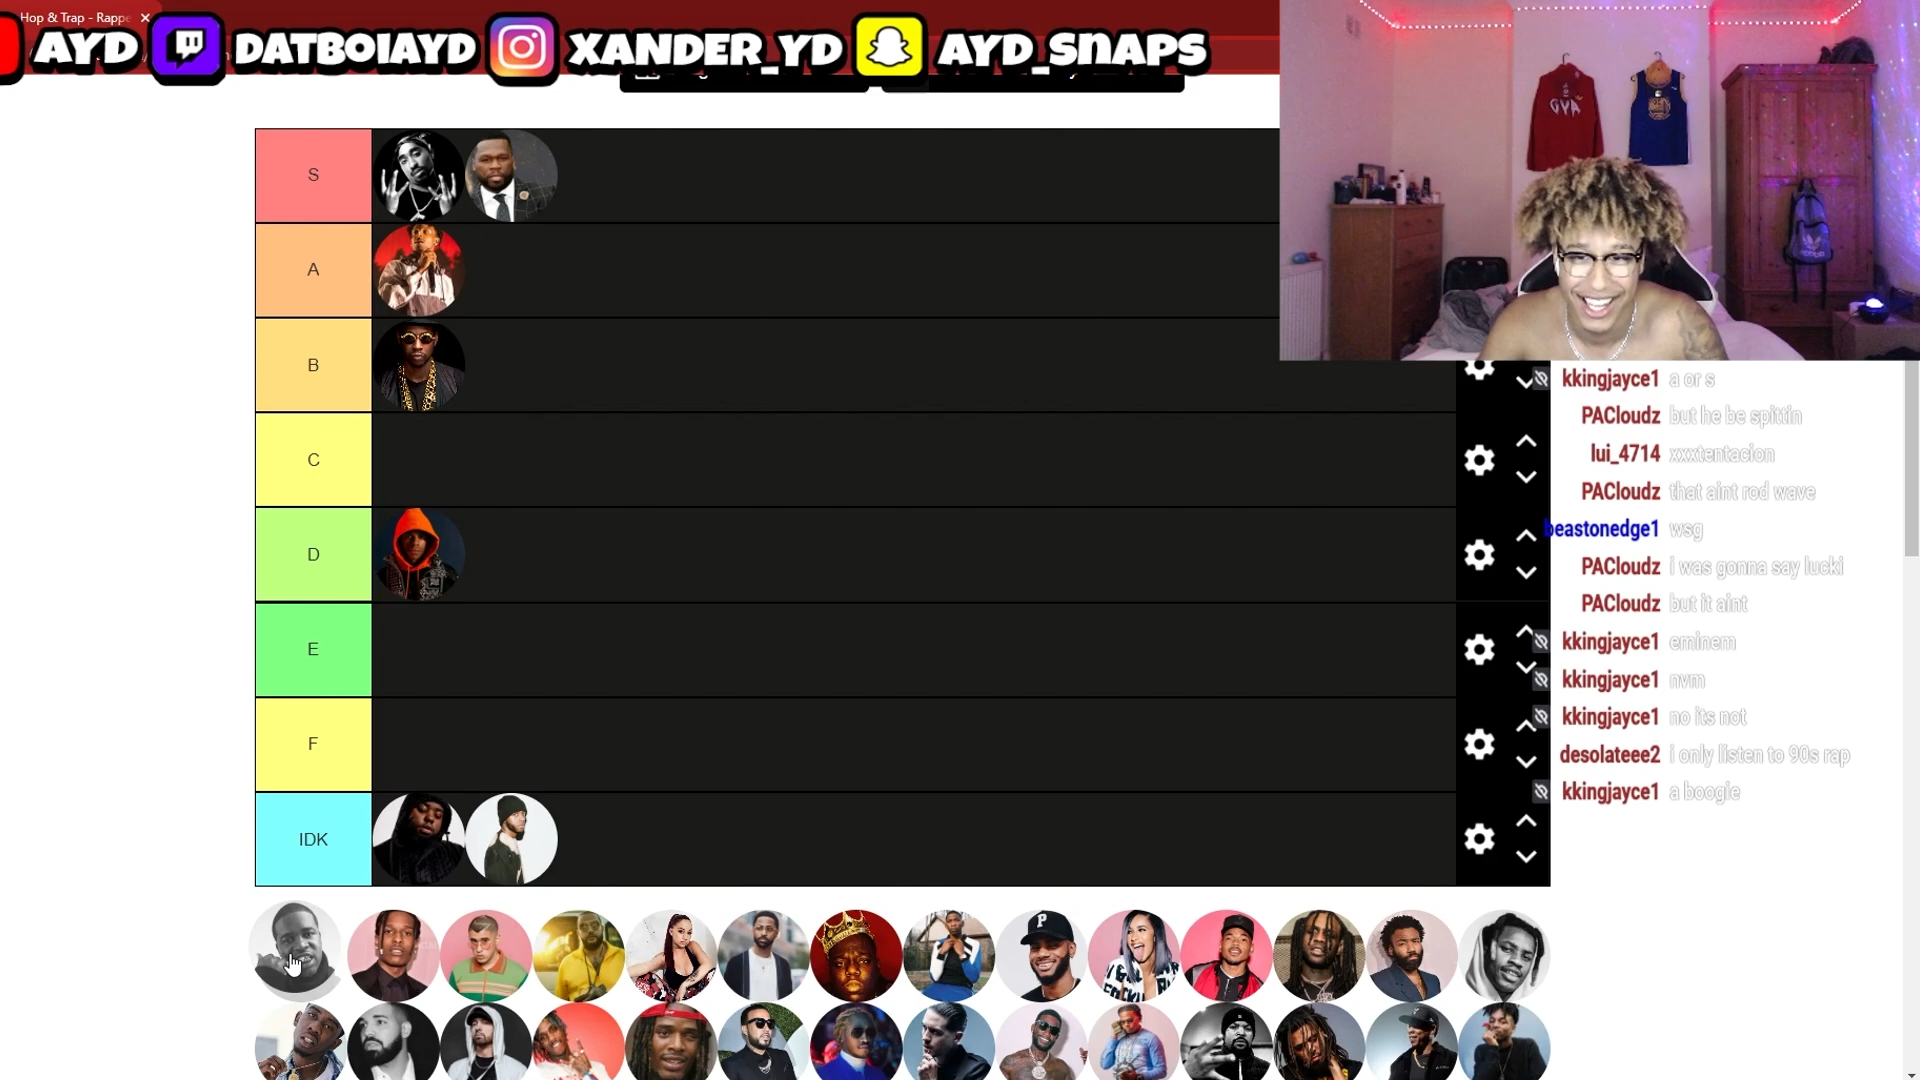 Hop & Trap - Rappe
AYD
DATBOIAYD
XANDER_YD
AYD_SNAPS
S
A
B
C
D
E
F
IDK
GVA
P
kkingjayce1 a or s
PACloudz but he be spittin
lui_4714 xxxtentacion
PACloudz that aint rod wave
beastonedge1 wsg
PACloudz i was gonna say lucki
PACloudz but it aint
kkingjayce1 eminem
kkingjayce1 nvm
kkingjayce1 no its not
desolateee2 i only listen to 90s rap
kkingjayce1 a boogie